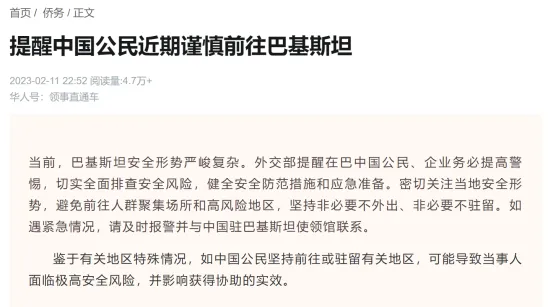 首页 / 侨务 / 正文
提醒中国公民近期谨慎前往巴基斯坦
2023-02-11 22:52 阅读量:4.7万+
华人号：领事直通车
当前，巴基斯坦安全形势严峻复杂。外交部提醒在巴中国公民、企业务必提高警
惕，切实全面排查安全风险，健全安全防范措施和应急准备。密切关注当地安全形
势，避免前往人群聚集场所和高风险地区，坚持非必要不外出、非必要不驻留。如
遇紧急情况，请及时报警并与中国驻巴基斯坦使领馆联系。
鉴于有关地区特殊情况，如中国公民坚持前往或驻留有关地区，可能导致当事人
面临极高安全风险，并影响获得协助的实效。